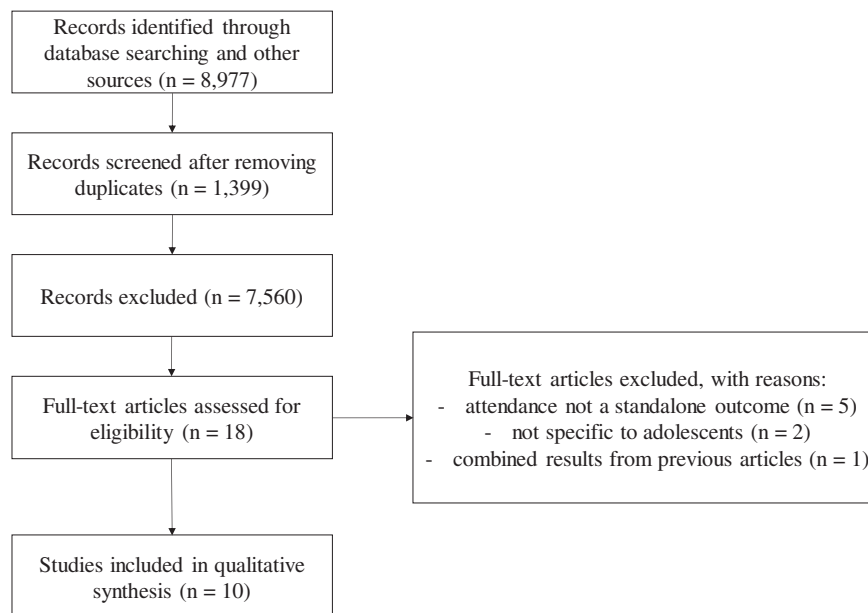 Records identified through
database searching and other
sources (n = 8,977)
Records screened after removing
duplicates (n = 1,399)
Records excluded (n = 7,560)
Full-text articles assessed for
eligibility (n = 18)
Full-text articles excluded, with reasons:
- attendance not a standalone outcome (n = 5)
- not specific to adolescents (n = 2)
- combined results from previous articles (n = 1)
Studies included in qualitative
synthesis (n = 10)